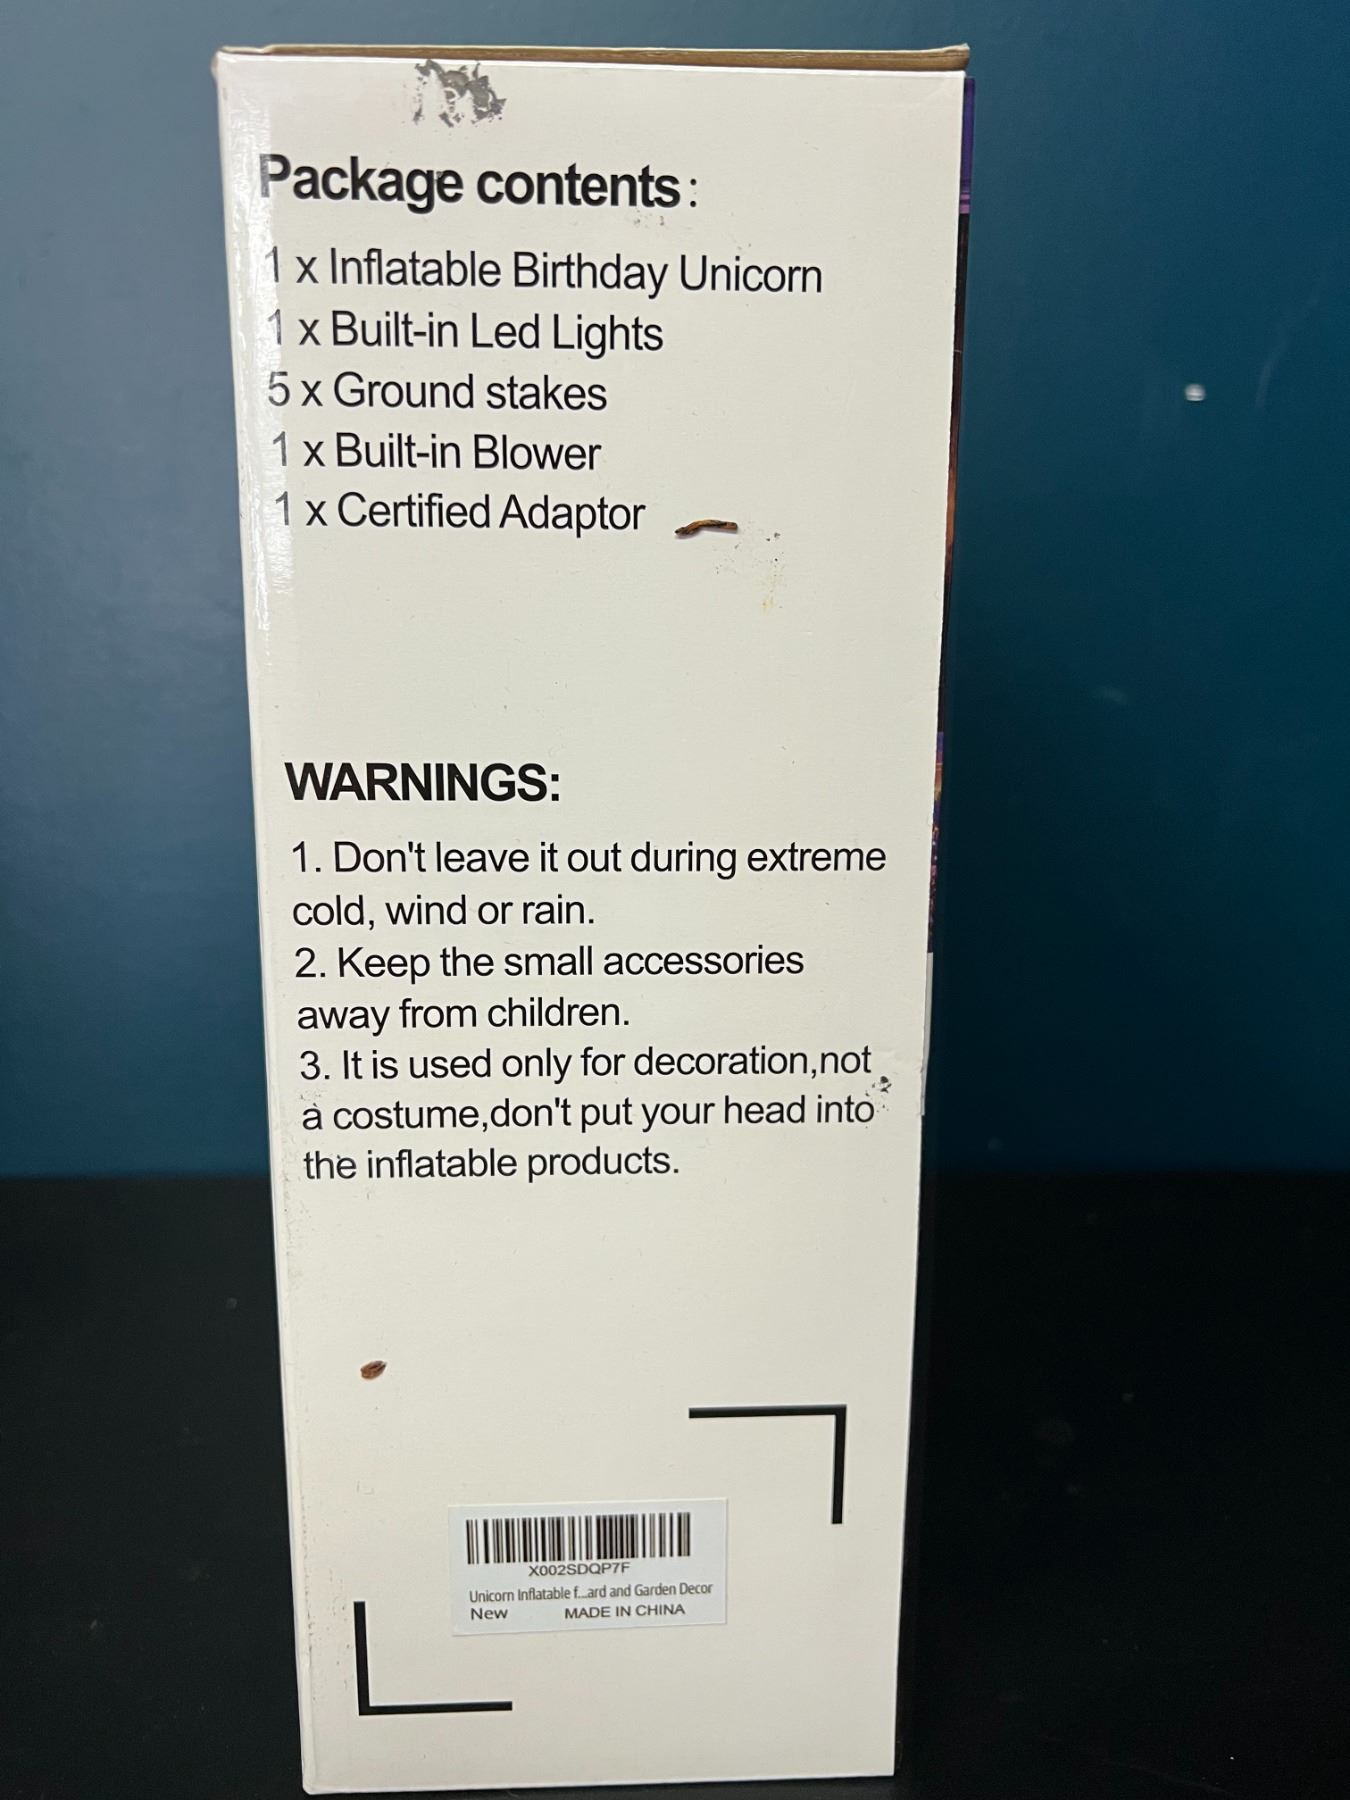 Package contents:
1 x Inflatable Birthday Unicorn
1 x Built-in Led Lights
5 x Ground stakes
1 x Built-in Blower
1 x Certified Adaptor
WARNINGS:
1. Don't leave it out during extreme
cold, wind or rain.
2. Keep the small accessories
away from children.
3. It is used only for decoration,not
a costume,don't put your head into
the inflatable products.
X002SDQP7F
Unicorn Inflatable f...ard and Garden Decor
New MADE IN CHINA